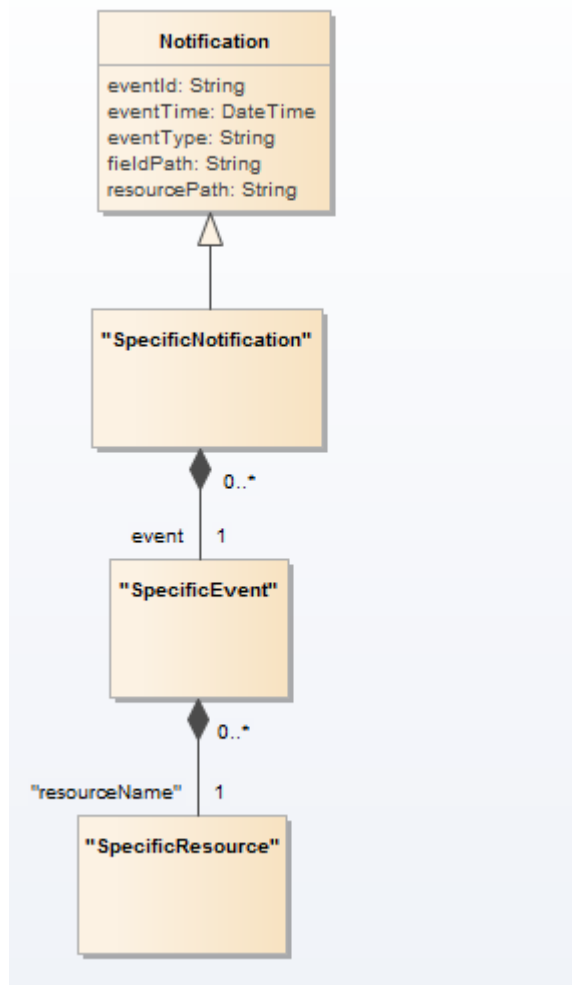 Notification
eventId: String
eventTime: DateTime
eventType: String
fieldPath: String
resourcePath: String
"SpecificNotification"
0..*
event 1
"SpecificEvent"
0..*
"resourceName" 1
"SpecificResource"